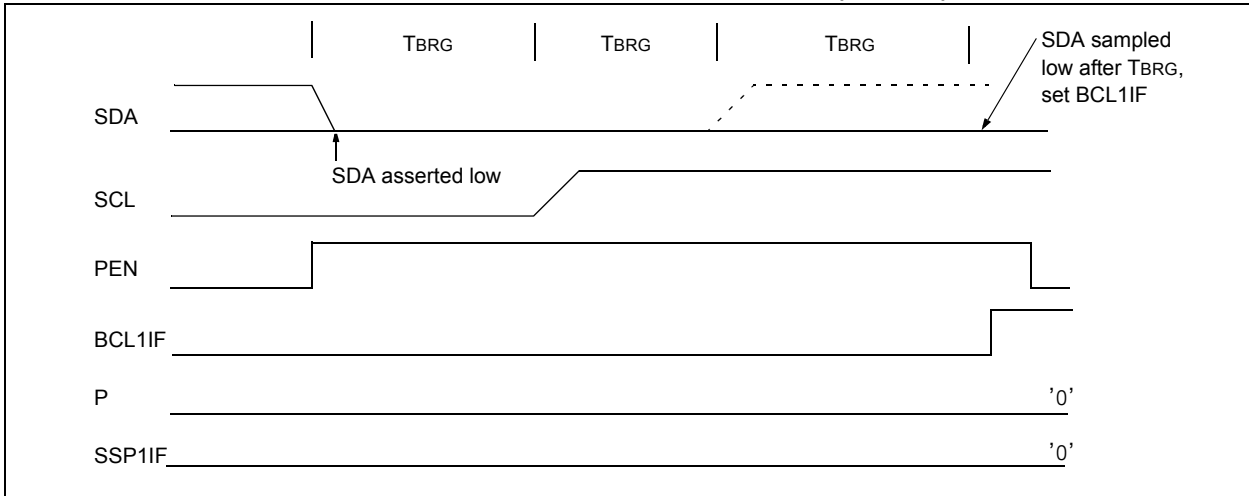 TBRG TBRG TBRG
SDA sampled
low after TBRG,
set BCL1IF
SDA
SDA asserted low
SCL
PEN
BCL1IF
P '0'
SSP1IF '0'